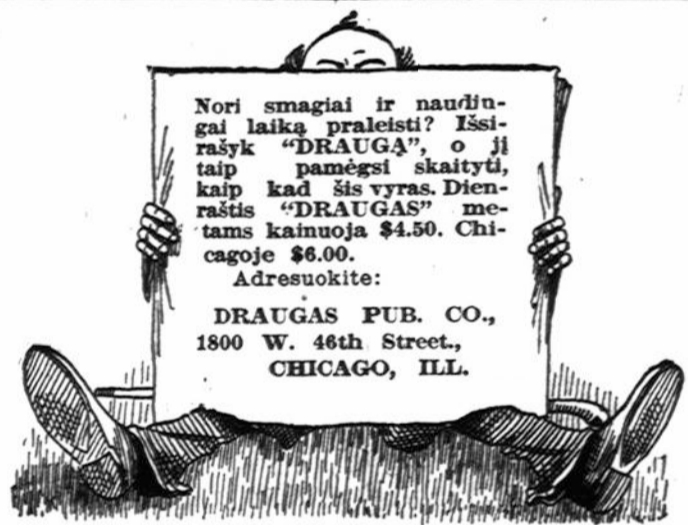 Nori smagiai ir naudin-
gai laiką praleisti? Išsi-
rašyk “DRAUGĄ”, o jį
taip pamėgsi skaityti,
kaip kad šis vyras. Dien-
raštis “DRAUGAS” me-
tams kainuoja $4.50. Chi-
cagoje $6.00.
Adresuokite:
DRAUGAS PUB. CO.,
1800 W. 46th Street.,
CHICAGO, ILL.